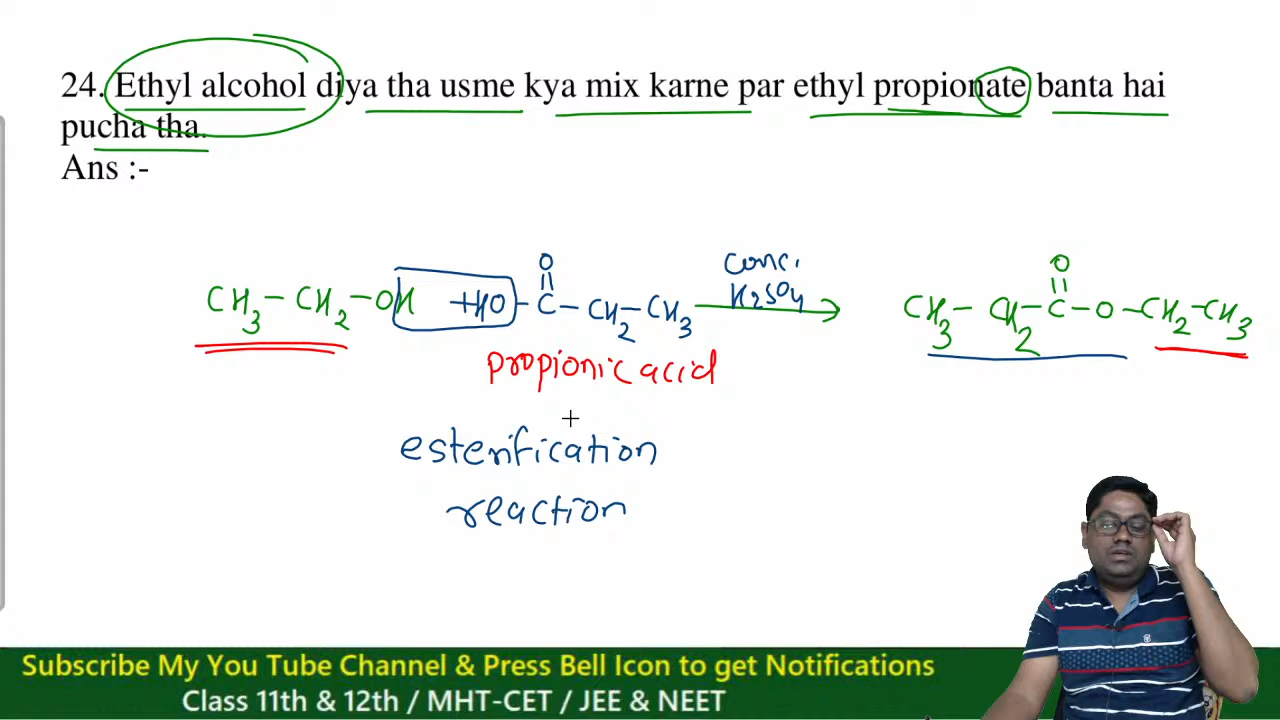 24. Ethyl alcohol diya tha usme kya mix karne par ethyl propionate banta hai
pucha tha.
Ans :-
CH3 - CH2 - OH + HO - C - CH2 - CH3 conc. H2SO4 CH3 - CH2 - C - O - CH2 - CH3
O O
propionic acid
+
esterification
reaction
Subscribe My You Tube Channel & Press Bell Icon to get Notifications
Class 11th & 12th / MHT-CET / JEE & NEET